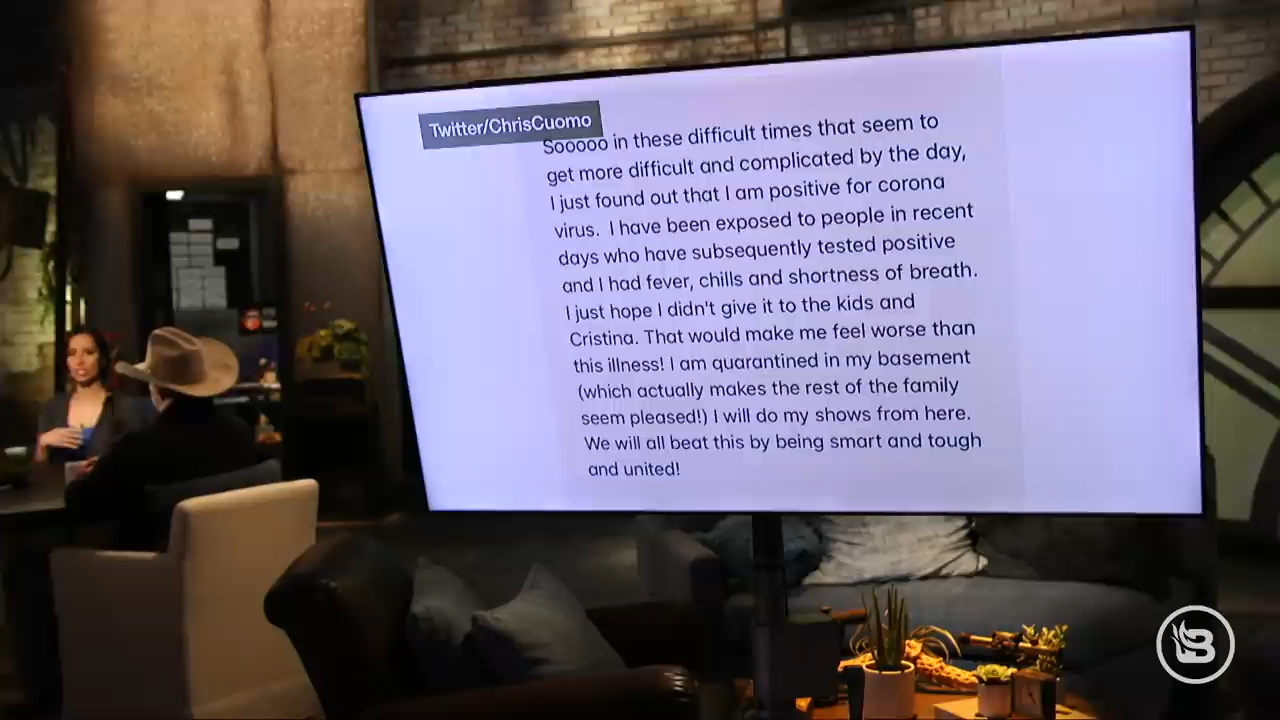 Twitter/ChrisCuomo
Sooooo in these difficult times that seem to
get more difficult and complicated by the day,
I just found out that I am positive for corona
virus.  I have been exposed to people in recent
days who have subsequently tested positive
and I had fever, chills and shortness of breath.
I just hope I didn't give it to the kids and
Cristina. That would make me feel worse than
this illness! I am quarantined in my basement
(which actually makes the rest of the family
seem pleased!) I will do my shows from here.
We will all beat this by being smart and tough
and united!
B